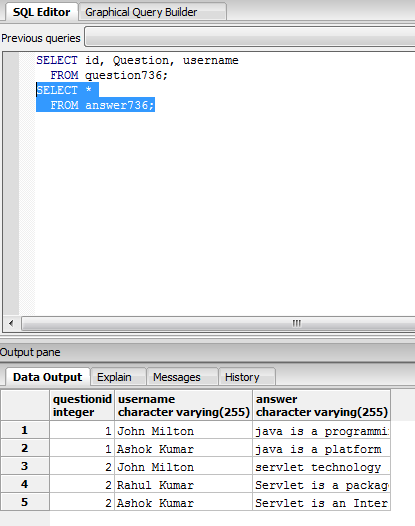 SQL Editor Graphical Query Builder
Previous queries
SELECT id, Question, username
FROM question736;
SELECT *
FROM answer736;
Output pane
Data Output Explain Messages History
questionid username answer
integer character varying(255) character varying(255)
1 1 John Milton java is a programmi
2 1 Ashok Kumar java is a platform
3 2 John Milton servlet technology
4 2 Rahul Kumar Servlet is a packag
5 2 Ashok Kumar Servlet is an Inter